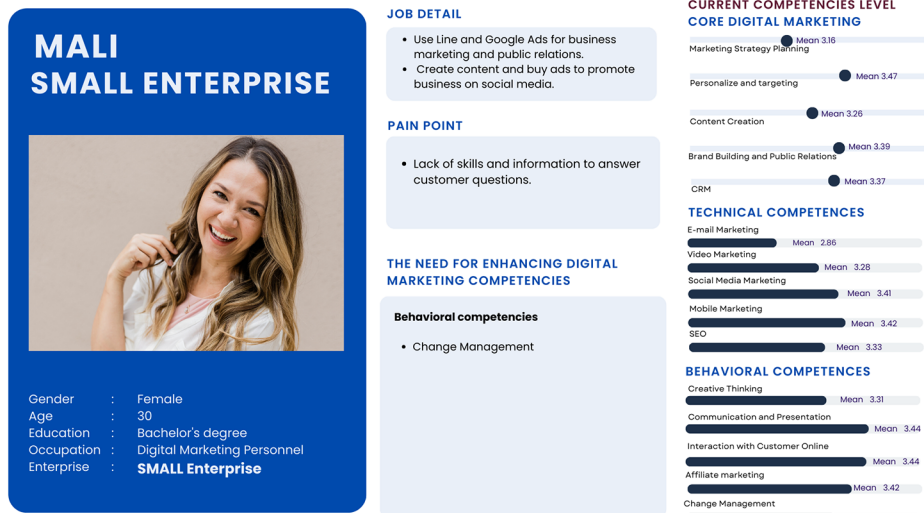 MALI
SMALL ENTERPRISE
Gender : Female
Age : 30
Education : Bachelor's degree
Occupation : Digital Marketing Personnel
Enterprise : SMALL Enterprise
JOB DETAIL
• Use Line and Google Ads for business
marketing and public relations.
• Create content and buy ads to promote
business on social media.
PAIN POINT
• Lack of skills and information to answer
customer questions.
THE NEED FOR ENHANCING DIGITAL
MARKETING COMPETENCIES
Behavioral competencies
• Change Management
CURRENT COMPETENCIES LEVEL
CORE DIGITAL MARKETING
Mean 3.16
Marketing Strategy Planning
Mean 3.47
Personalize and targeting
Mean 3.26
Content Creation
Mean 3.39
Brand Building and Public Relations
Mean 3.37
CRM
TECHNICAL COMPETENCES
E-mail Marketing
Mean 2.86
Video Marketing
Mean 3.28
Social Media Marketing
Mean 3.41
Mobile Marketing
Mean 3.42
SEO
Mean 3.33
BEHAVIORAL COMPETENCES
Creative Thinking
Mean 3.31
Communication and Presentation
Mean 3.44
Interaction with Customer Online
Mean 3.44
Affiliate marketing
Mean 3.42
Change Management